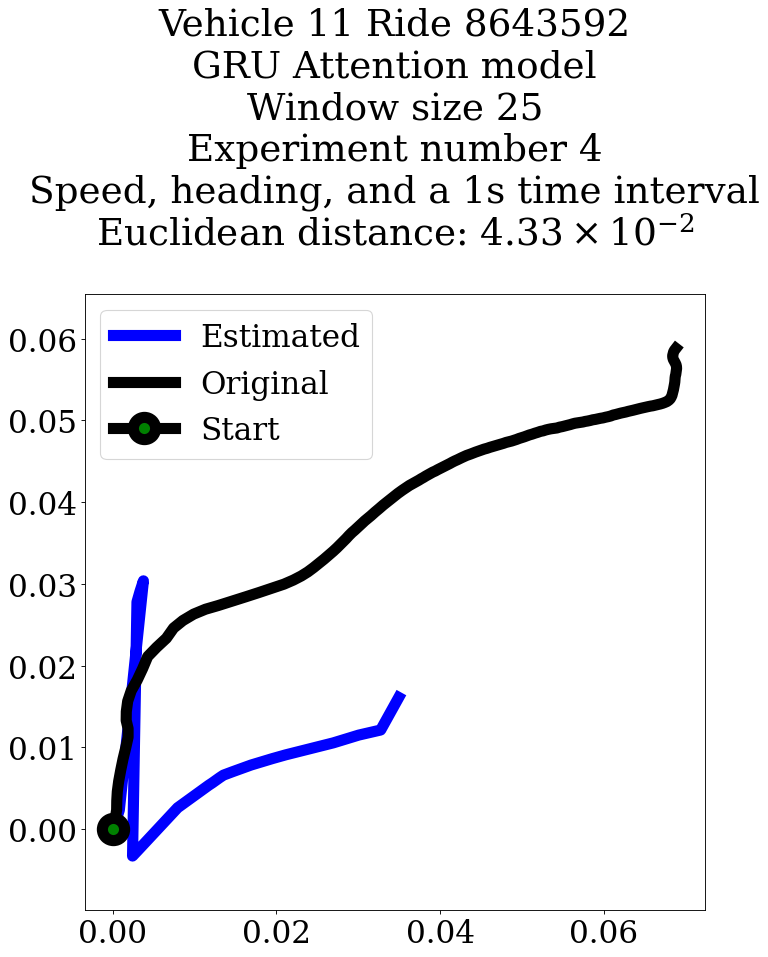 Vehicle 11 Ride 8643592
GRU Attention model
Window size 25
Experiment number 4
Speed, heading, and a 1s time interval
Euclidean distance: 4.33 × 10⁻²
Estimated
Original
Start
0.06
0.05
0.04
0.03
0.02
0.01
0.00
0.00 0.02 0.04 0.06